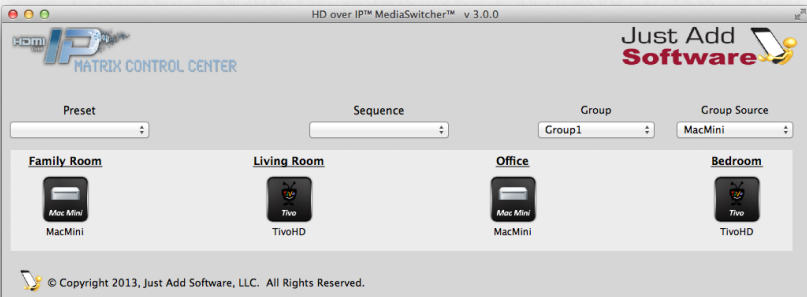 HD over IP™ MediaSwitcher™ v 3.0.0
HDMI IP
MATRIX CONTROL CENTER
Just Add
Software™
Preset Sequence Group Group Source
Group1 MacMini
Family Room Living Room Office Bedroom
Mac Mini Tivo Mac Mini Tivo
MacMini TivoHD MacMini TivoHD
© Copyright 2013, Just Add Software, LLC. All Rights Reserved.